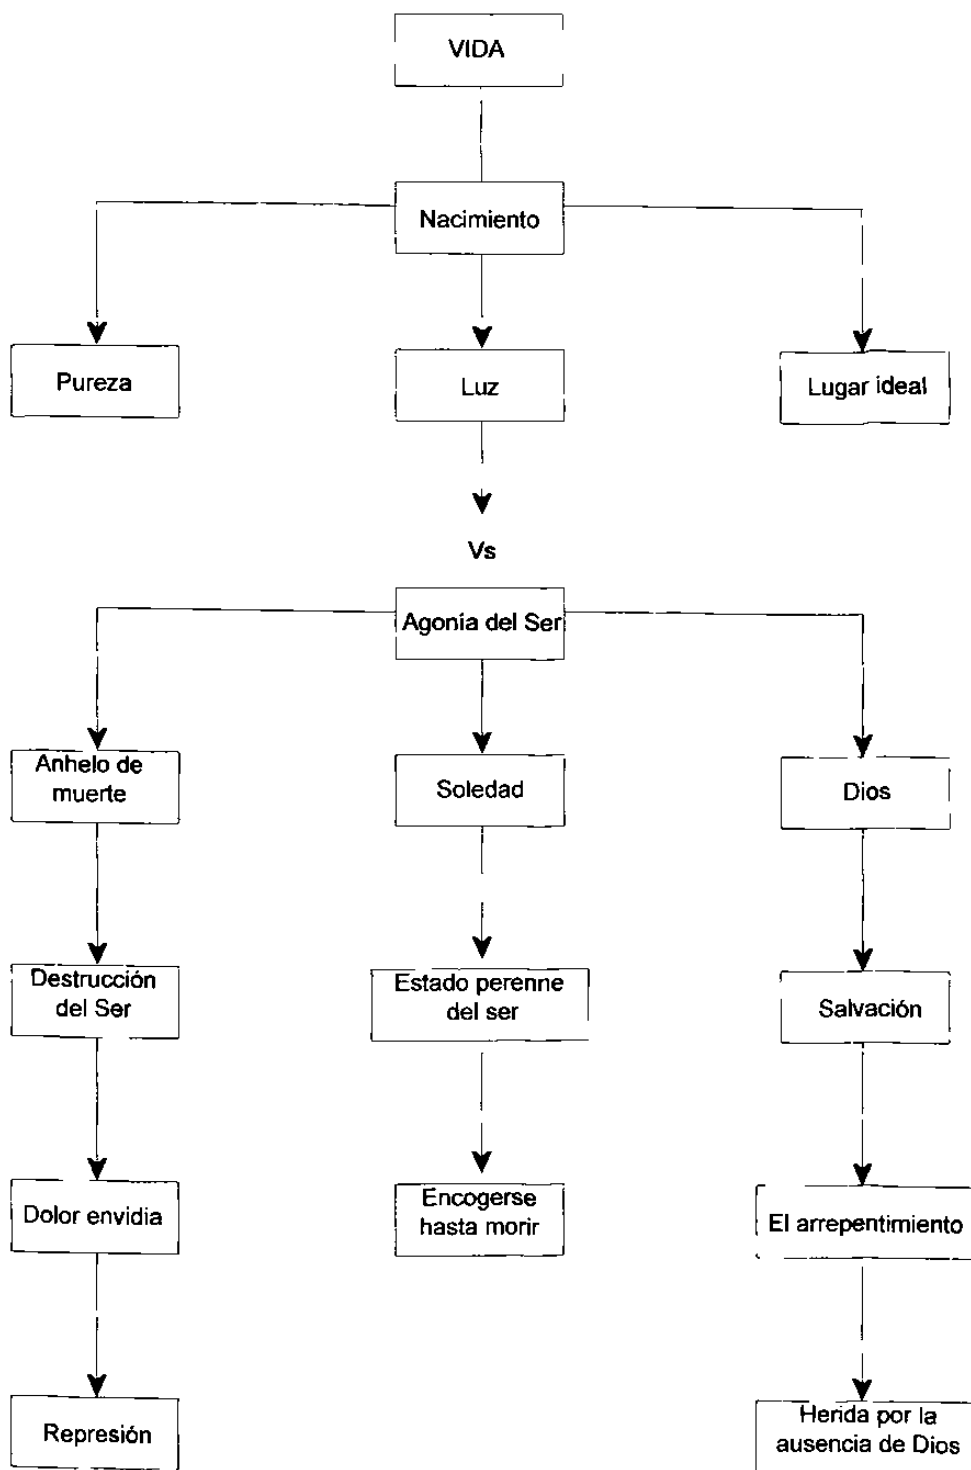 VIDA
Nacimiento
Pureza
Luz
Lugar ideal
Vs
Agonía del Ser
Anhelo de
muerte
Soledad
Dios
Destrucción
del Ser
Estado perenne
del ser
Salvación
Dolor envidia
Encogerse
hasta morir
El arrepentimiento
Represión
Herida por la
ausencia de Dios